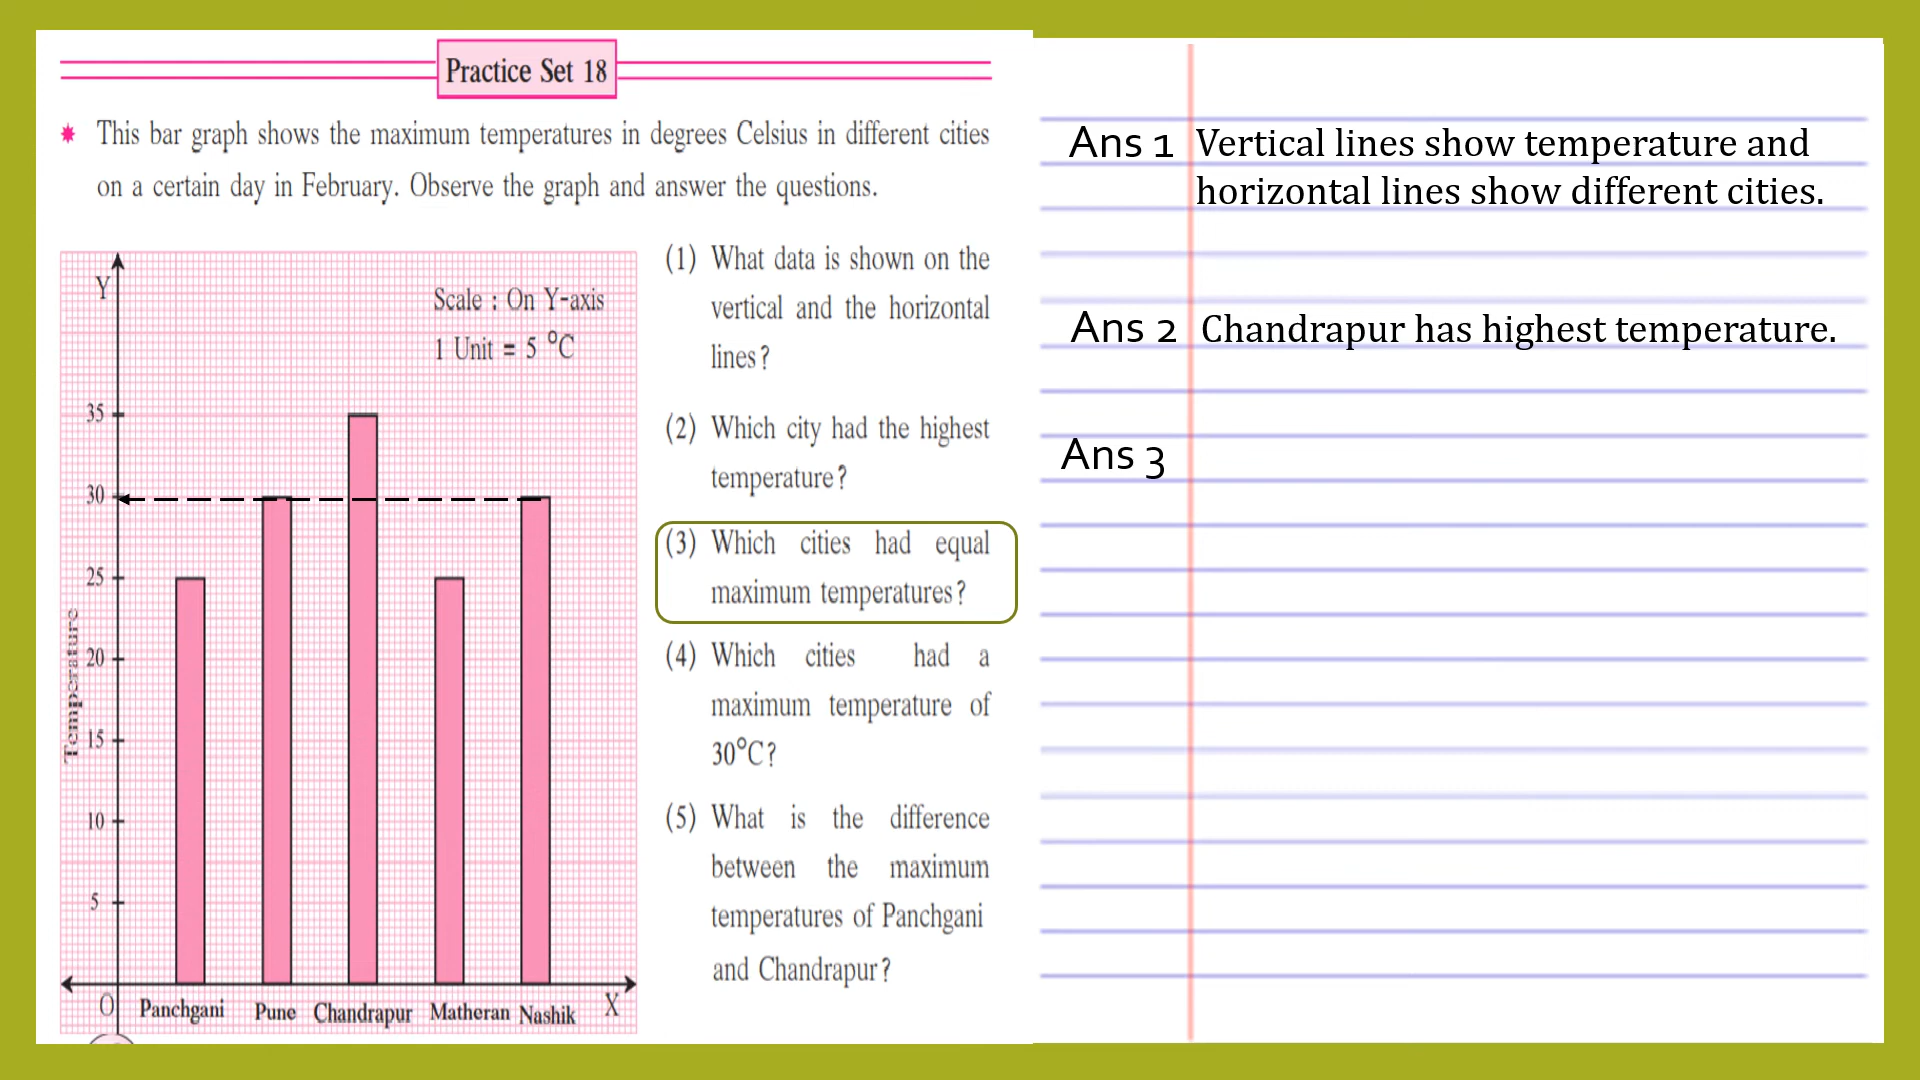 Practice Set 18
This bar graph shows the maximum temperatures in degrees Celsius in different cities
on a certain day in February. Observe the graph and answer the questions.
Y
Scale : On Y-axis
1 Unit = 5 °C
35
30
25
20
15
10
5
Temperature
O
Panchgani
Pune
Chandrapur
Matheran
Nashik
X
(1) What data is shown on the
vertical and the horizontal
lines?
(2) Which city had the highest
temperature?
(3) Which cities had equal
maximum temperatures?
(4) Which cities had a
maximum temperature of
30°C?
(5) What is the difference
between the maximum
temperatures of Panchgani
and Chandrapur?
Ans 1 Vertical lines show temperature and
horizontal lines show different cities.
Ans 2 Chandrapur has highest temperature.
Ans 3